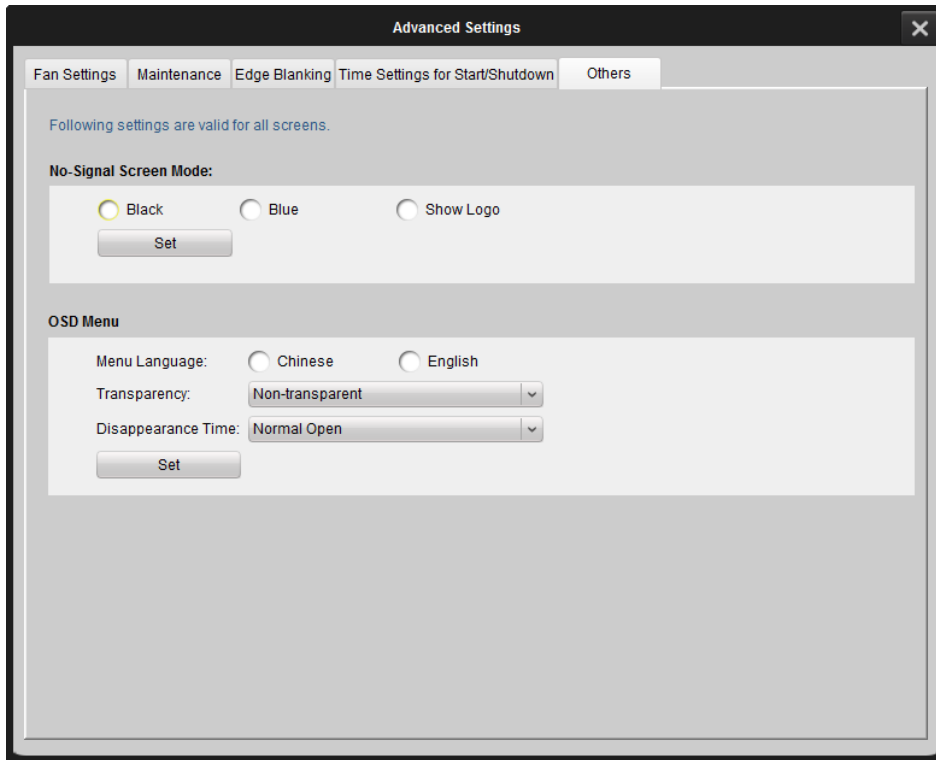 Advanced Settings
Fan Settings Maintenance Edge Blanking Time Settings for Start/Shutdown Others
Following settings are valid for all screens.
No-Signal Screen Mode:
Black Blue Show Logo
Set
OSD Menu
Menu Language: Chinese English
Transparency: Non-transparent
Disappearance Time: Normal Open
Set